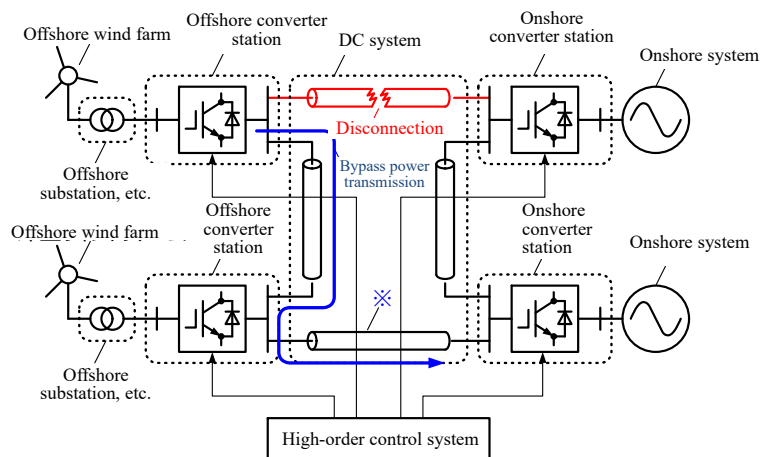 Offshore wind farm
Offshore converter
station
DC system
Onshore
converter station
Onshore system
Disconnection
Bypass power
transmission
Offshore
substation, etc.
Offshore wind farm
Offshore
converter
station
※
Onshore
converter
station
Onshore system
Offshore
substation, etc.
High-order control system